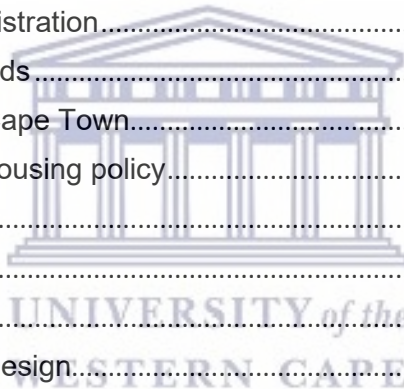 istration..........................................
ds......................................................
ape Town.....................................
ousing policy...............................
............................................................
............................................................
............................................................
UNIVERSITY of the
esign................................................
WESTERN CAPE